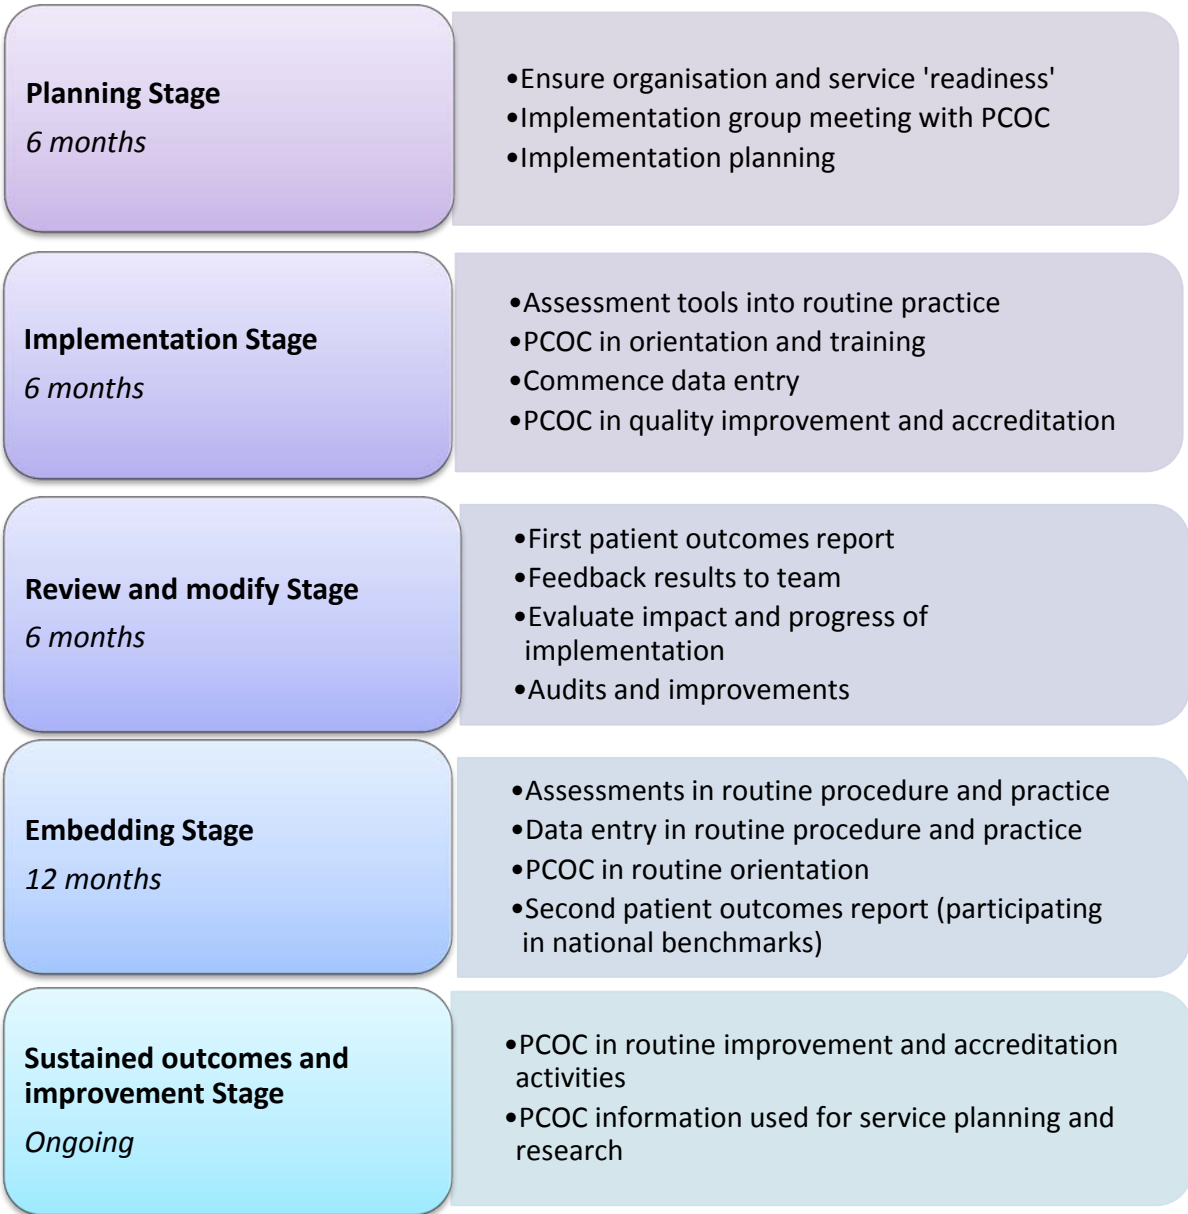 Planning Stage
6 months
•Ensure organisation and service 'readiness'
•Implementation group meeting with PCOC
•Implementation planning
Implementation Stage
6 months
•Assessment tools into routine practice
•PCOC in orientation and training
•Commence data entry
•PCOC in quality improvement and accreditation
Review and modify Stage
6 months
•First patient outcomes report
•Feedback results to team
•Evaluate impact and progress of
implementation
•Audits and improvements
Embedding Stage
12 months
•Assessments in routine procedure and practice
•Data entry in routine procedure and practice
•PCOC in routine orientation
•Second patient outcomes report (participating
in national benchmarks)
Sustained outcomes and
improvement Stage
Ongoing
•PCOC in routine improvement and accreditation
activities
•PCOC information used for service planning and
research